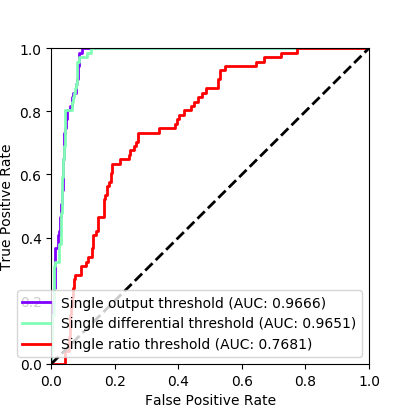 1.0
0.8
0.6
0.4
0.2
0.0
True Positive Rate
Single output threshold (AUC: 0.9666)
Single differential threshold (AUC: 0.9651)
Single ratio threshold (AUC: 0.7681)
0.0 0.2 0.4 0.6 0.8 1.0
False Positive Rate